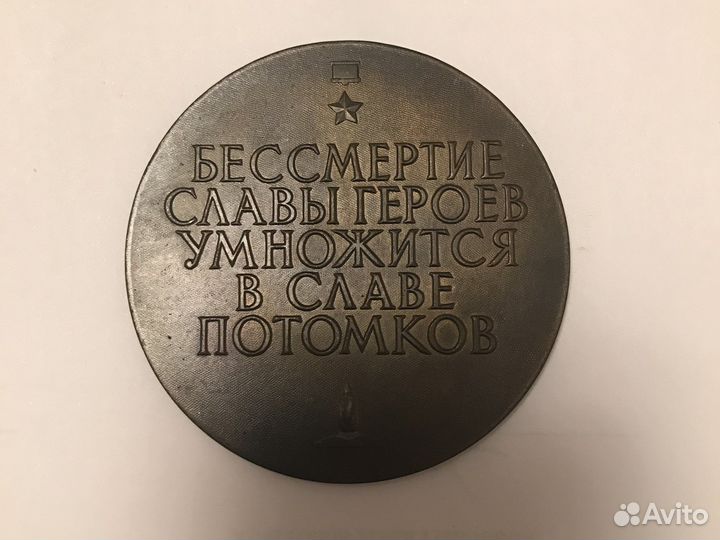 БЕССМЕРТИЕ
СЛАВЫ ГЕРОЕВ
УМНОЖИТСЯ
В СЛАВЕ
ПОТОМКОВ
Avito